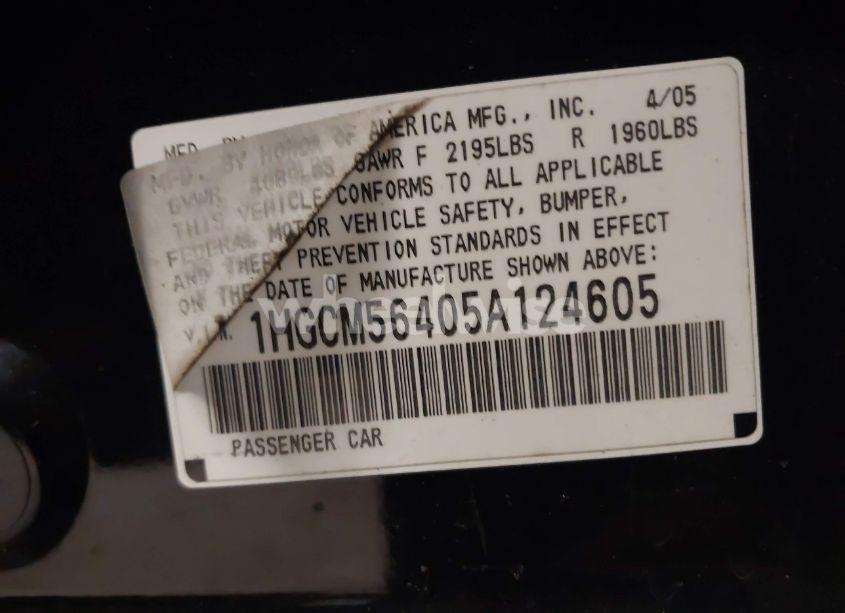 MFD. BY HONDA OF AMERICA MFG., INC. 4/05
GVWR 4089LBS GAWR F 2195LBS R 1960LBS
THIS VEHICLE CONFORMS TO ALL APPLICABLE
FEDERAL MOTOR VEHICLE SAFETY, BUMPER,
AND THEFT PREVENTION STANDARDS IN EFFECT
ON THE DATE OF MANUFACTURE SHOWN ABOVE:
V.I.N. 1HGCM56405A124605
wheelwise
PASSENGER CAR